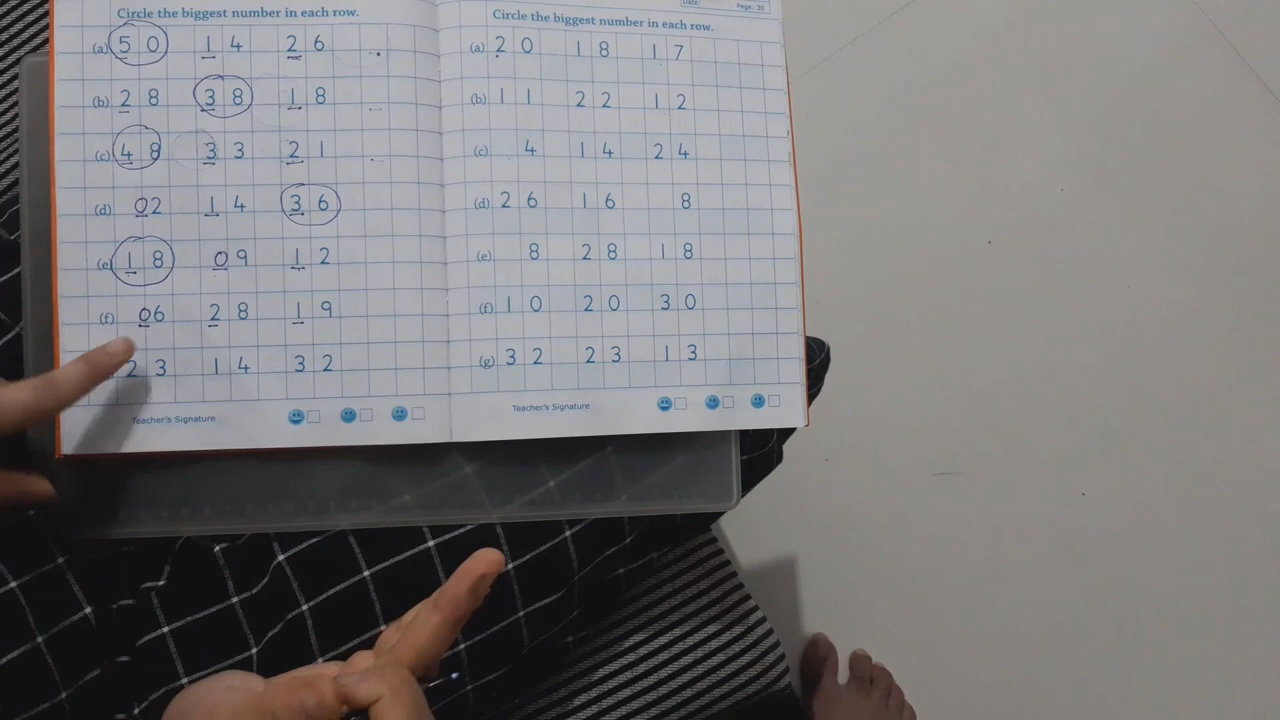 Circle the biggest number in each row.
(a) 50 14 26
(b) 28 38 18
(c) 48 33 21
(d) 02 14 36
(e) 18 09 12
(f) 06 28 19
23 14 32
Teacher's Signature
Date:
Page: 30
Circle the biggest number in each row.
(a) 20 18 17
(b) 11 22 12
(c) 4 14 24
(d) 26 16 8
(e) 8 28 18
(f) 10 20 30
(g) 32 23 13
Teacher's Signature